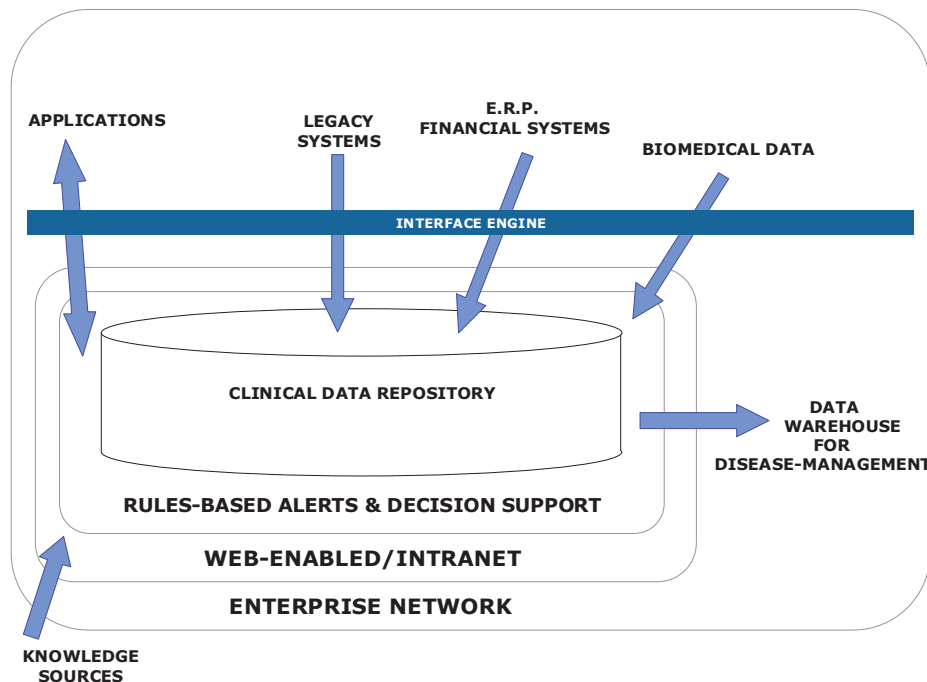 APPLICATIONS
LEGACY
SYSTEMS
E.R.P.
FINANCIAL SYSTEMS
BIOMEDICAL DATA
INTERFACE ENGINE
CLINICAL DATA REPOSITORY
DATA
WAREHOUSE
FOR
DISEASE-MANAGEMENT
RULES-BASED ALERTS & DECISION SUPPORT
WEB-ENABLED/INTRANET
ENTERPRISE NETWORK
KNOWLEDGE
SOURCES